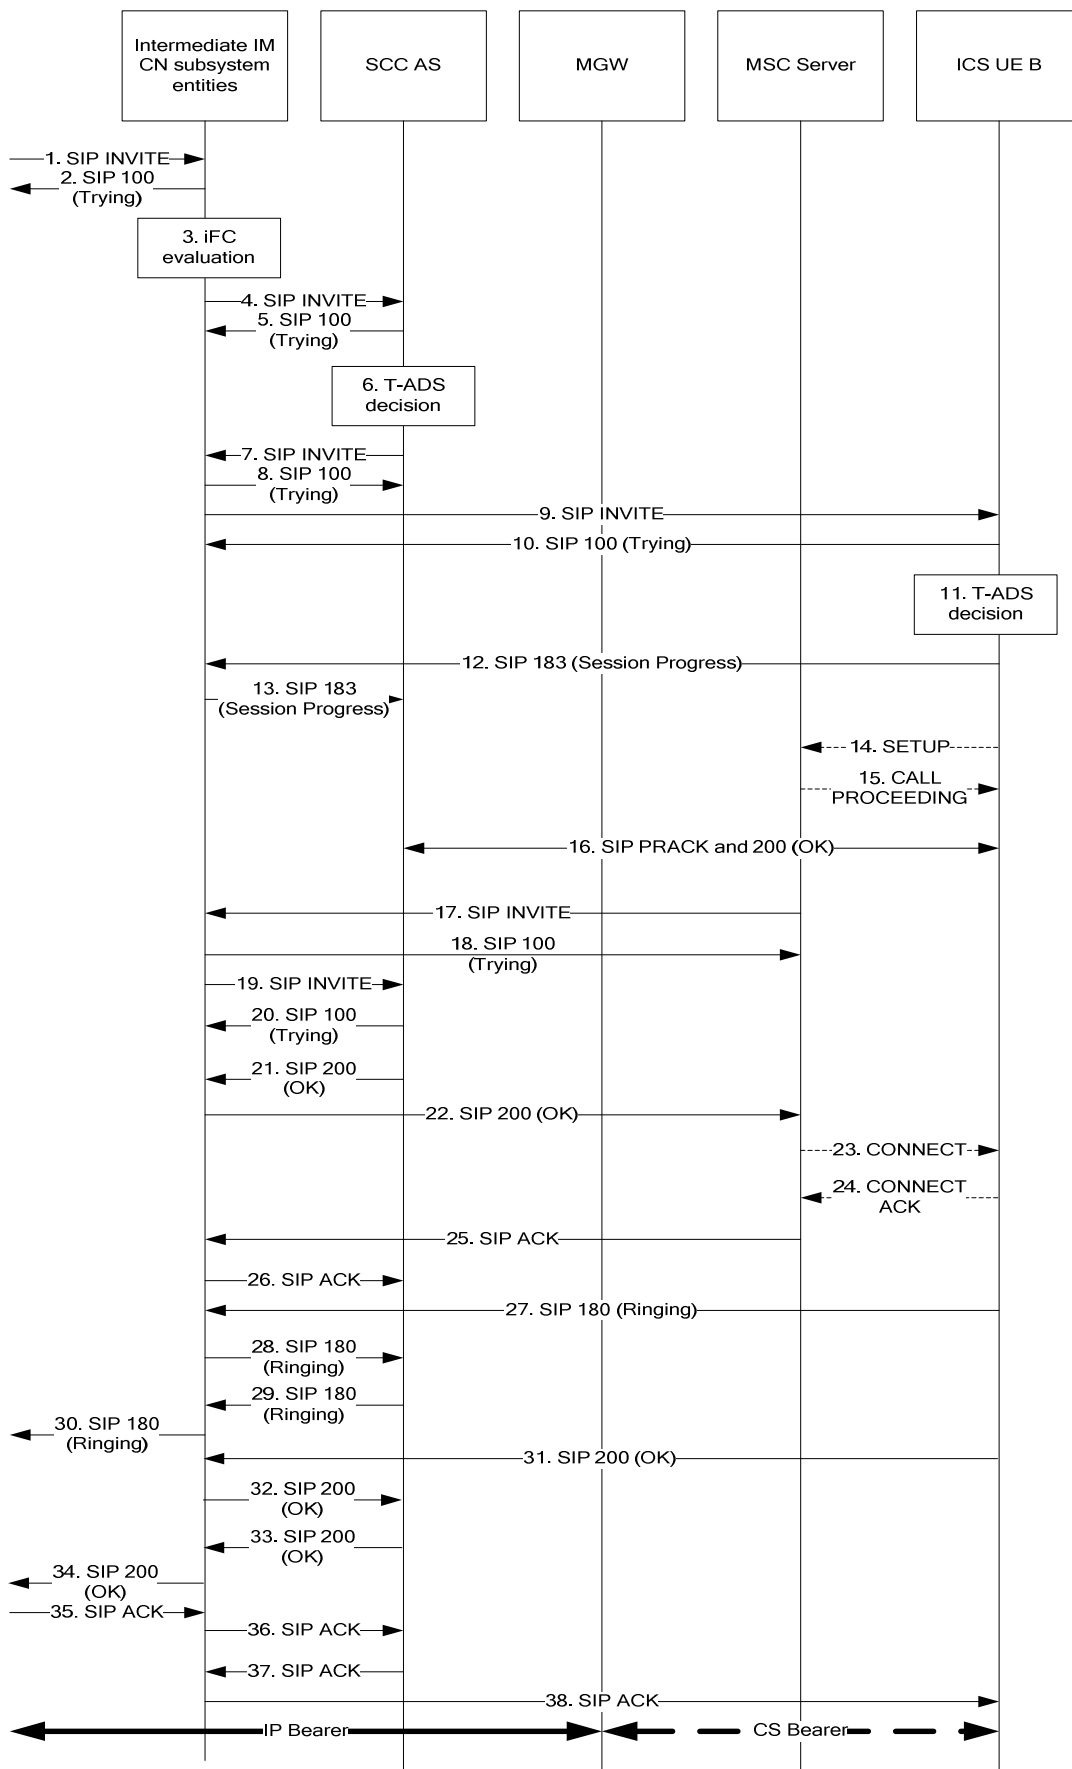 Intermediate IM
CN subsystem
entities
SCC AS
MGW
MSC Server
ICS UE B
1. SIP INVITE
2. SIP 100
(Trying)
3. iFC
evaluation
4. SIP INVITE
5. SIP 100
(Trying)
6. T-ADS
decision
7. SIP INVITE
8. SIP 100
(Trying)
9. SIP INVITE
10. SIP 100 (Trying)
11. T-ADS
decision
12. SIP 183 (Session Progress)
13. SIP 183
(Session Progress)
14. SETUP
15. CALL
PROCEEDING
16. SIP PRACK and 200 (OK)
17. SIP INVITE
18. SIP 100
(Trying)
19. SIP INVITE
20. SIP 100
(Trying)
21. SIP 200
(OK)
22. SIP 200 (OK)
23. CONNECT
24. CONNECT
ACK
25. SIP ACK
26. SIP ACK
27. SIP 180 (Ringing)
28. SIP 180
(Ringing)
29. SIP 180
(Ringing)
30. SIP 180
(Ringing)
31. SIP 200 (OK)
32. SIP 200
(OK)
33. SIP 200
(OK)
34. SIP 200
(OK)
35. SIP ACK
36. SIP ACK
37. SIP ACK
38. SIP ACK
IP Bearer
CS Bearer